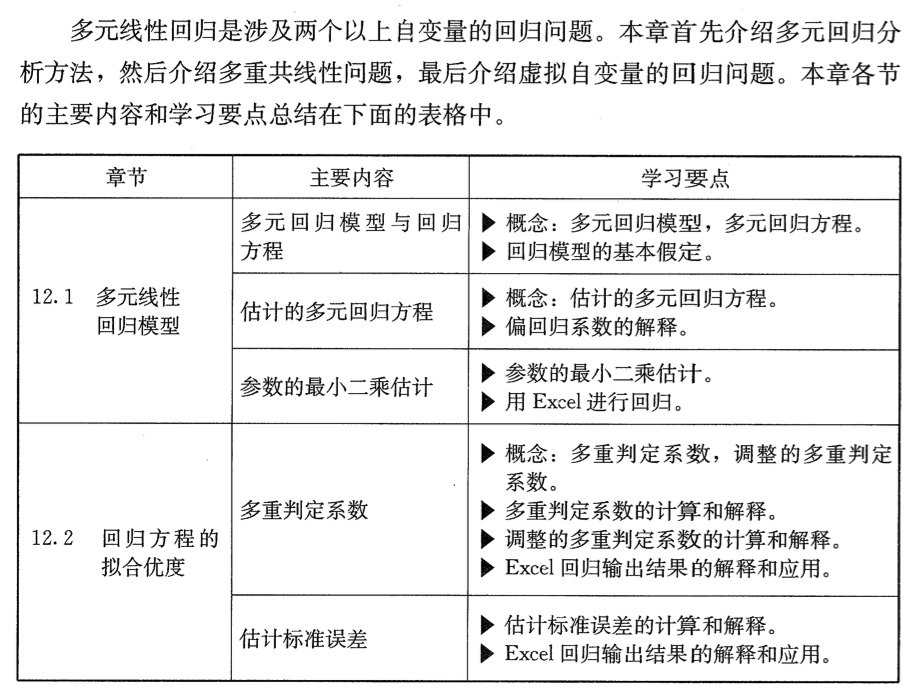 多元线性回归是涉及两个以上自变量的回归问题。本章首先介绍多元回归分
析方法，然后介绍多重共线性问题，最后介绍虚拟自变量的回归问题。本章各节
的主要内容和学习要点总结在下面的表格中。
章节 主要内容 学习要点
12.1 多元线性
回归模型
多元回归模型与回归
方程
▶ 概念：多元回归模型，多元回归方程。
▶ 回归模型的基本假定。
估计的多元回归方程
▶ 概念：估计的多元回归方程。
▶ 偏回归系数的解释。
参数的最小二乘估计
▶ 参数的最小二乘估计。
▶ 用 Excel 进行回归。
12.2 回归方程的
拟合优度
多重判定系数
▶ 概念：多重判定系数，调整的多重判定
系数。
▶ 多重判定系数的计算和解释。
▶ 调整的多重判定系数的计算和解释。
▶ Excel 回归输出结果的解释和应用。
估计标准误差
▶ 估计标准误差的计算和解释。
▶ Excel 回归输出结果的解释和应用。